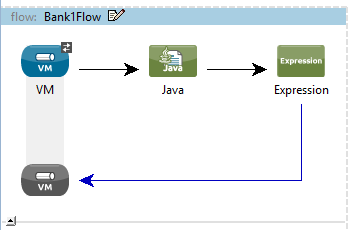 flow: Bank1Flow
VM
Java
Expression
VM
Java
Expression
VM